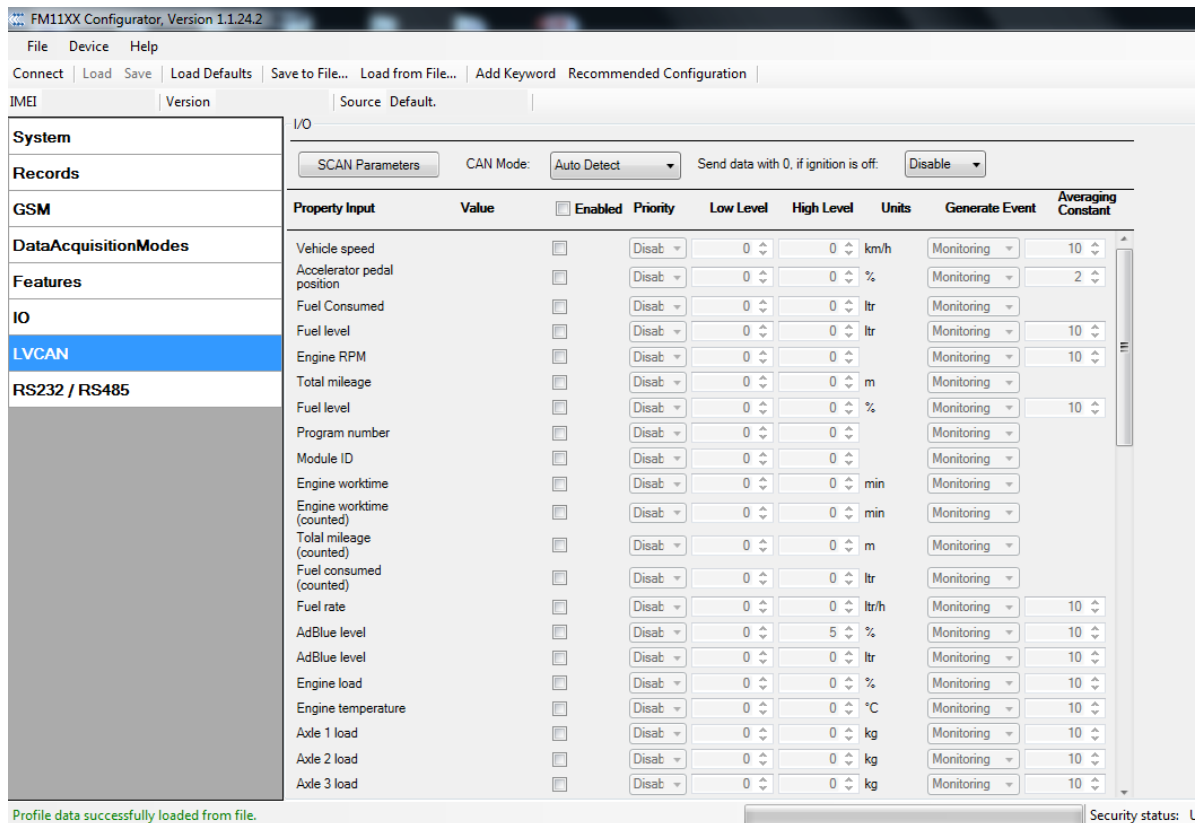 FM11XX Configurator, Version 1.1.24.2
File Device Help
Connect Load Save Load Defaults Save to File... Load from File... Add Keyword Recommended Configuration
IMEI Version Source Default.
System
Records
GSM
DataAcquisitionModes
Features
IO
LVCAN
RS232 / RS485
I/O
SCAN Parameters CAN Mode: Auto Detect Send data with 0, if ignition is off: Disable
Property Input Value Enabled Priority Low Level High Level Units Generate Event Averaging Constant
Vehicle speed Disab 0 0 km/h Monitoring 10
Accelerator pedal
position Disab 0 0 % Monitoring 2
Fuel Consumed Disab 0 0 ltr Monitoring
Fuel level Disab 0 0 ltr Monitoring 10
Engine RPM Disab 0 0 Monitoring 10
Total mileage Disab 0 0 m Monitoring
Fuel level Disab 0 0 % Monitoring 10
Program number Disab 0 0 Monitoring
Module ID Disab 0 0 Monitoring
Engine worktime Disab 0 0 min Monitoring
Engine worktime
(counted) Disab 0 0 min Monitoring
Tolal mileage
(counted) Disab 0 0 m Monitoring
Fuel consumed
(counted) Disab 0 0 ltr Monitoring
Fuel rate Disab 0 0 ltr/h Monitoring 10
AdBlue level Disab 0 5 % Monitoring 10
AdBlue level Disab 0 0 ltr Monitoring 10
Engine load Disab 0 0 % Monitoring 10
Engine temperature Disab 0 0 °C Monitoring 10
Axle 1 load Disab 0 0 kg Monitoring 10
Axle 2 load Disab 0 0 kg Monitoring 10
Axle 3 load Disab 0 0 kg Monitoring 10
Profile data successfully loaded from file. Security status: